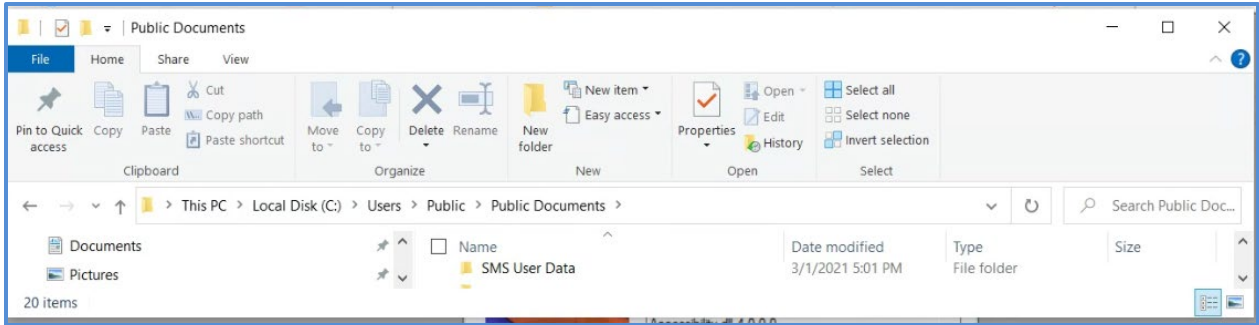 Public Documents
File Home Share View
Pin to Quick access
Copy
Paste
Cut
Copy path
Paste shortcut
Clipboard
Move to
Copy to
Delete
Rename
Organize
New folder
New item
Easy access
New
Properties
Open
Edit
History
Open
Select all
Select none
Invert selection
Select
This PC > Local Disk (C:) > Users > Public > Public Documents >
Search Public Doc...
Documents
Pictures
Name Date modified Type Size
SMS User Data 3/1/2021 5:01 PM File folder
20 items